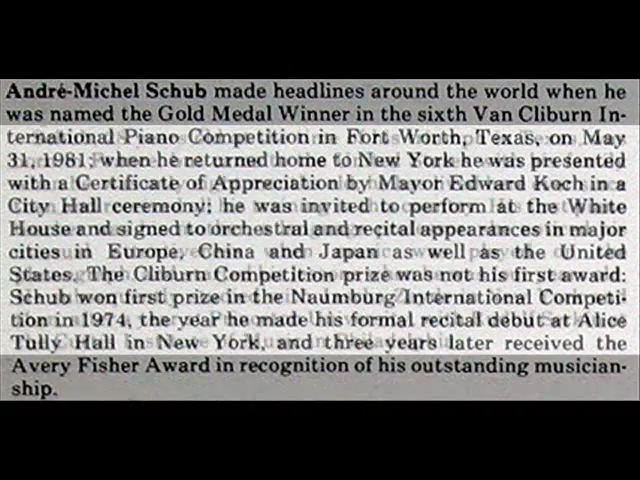 André-Michel Schub made headlines around the world when he
was named the Gold Medal Winner in the sixth Van Cliburn In-
ternational Piano Competition in Fort Worth, Texas, on May
31, 1981; when he returned home to New York he was presented
with a Certificate of Appreciation by Mayor Edward Koch in a
City Hall ceremony; he was invited to perform at the White
House and signed to orchestral and recital appearances in major
cities in Europe, China and Japan as well as the United
States. The Cliburn Competition prize was not his first award:
Schub won first prize in the Naumburg International Competi-
tion in 1974, the year he made his formal recital debut at Alice
Tully Hall in New York, and three years later received the
Avery Fisher Award in recognition of his outstanding musician-
ship.